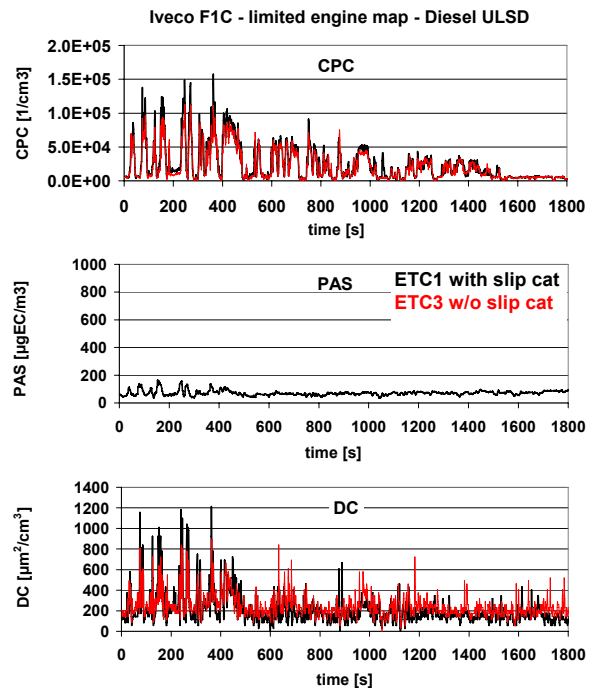 Iveco F1C - limited engine map - Diesel ULSD
CPC
CPC [1/cm3]
2.0E+05
1.5E+05
1.0E+05
5.0E+04
0.0E+00
0 200 400 600 800 1000 1200 1400 1600 1800
time [s]
PAS
ETC1 with slip cat
ETC3 w/o slip cat
PAS [µgEC/m3]
1000
800
600
400
200
0
0 200 400 600 800 1000 1200 1400 1600 1800
time [s]
DC
DC [µm²/cm³]
1400
1200
1000
800
600
400
200
0
0 200 400 600 800 1000 1200 1400 1600 1800
time [s]